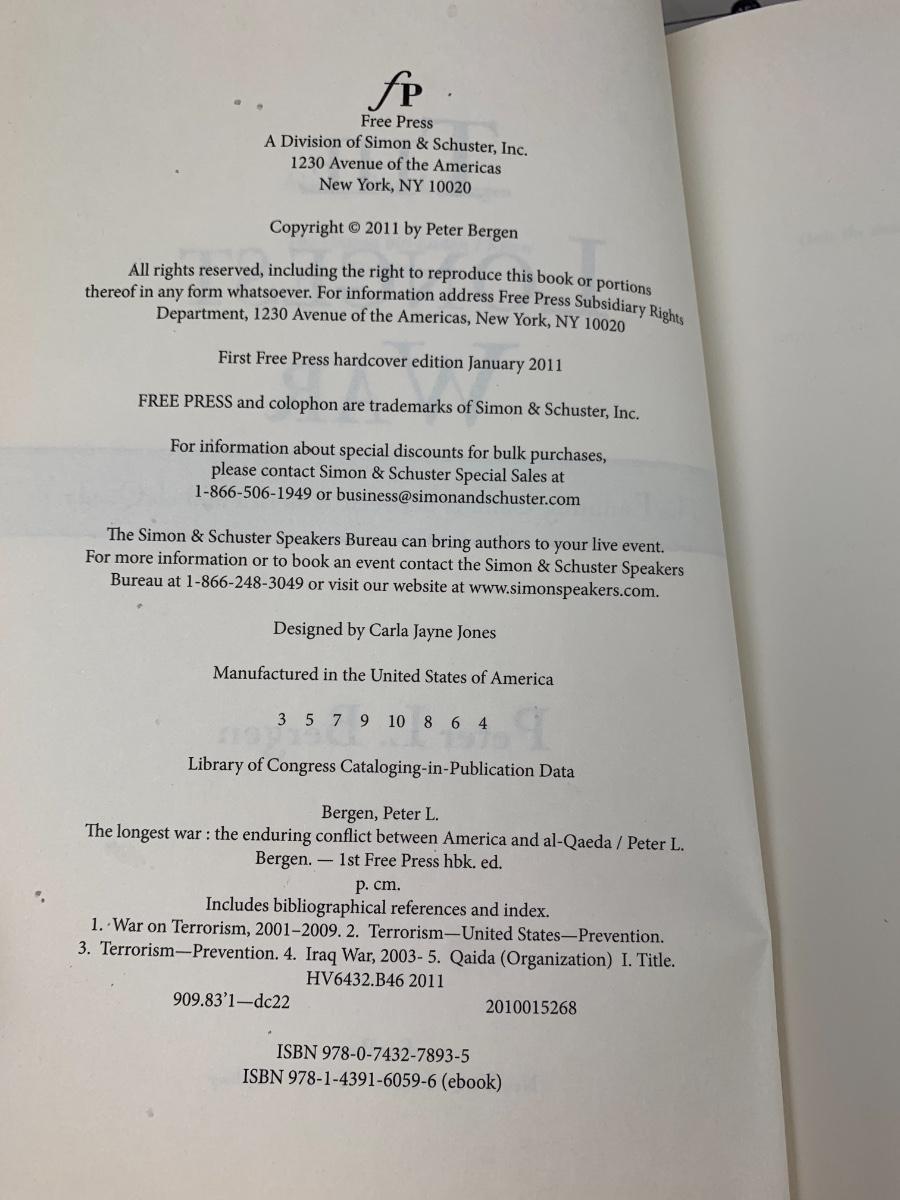 fP
Free Press
A Division of Simon & Schuster, Inc.
1230 Avenue of the Americas
New York, NY 10020
Copyright © 2011 by Peter Bergen
All rights reserved, including the right to reproduce this book or portions
thereof in any form whatsoever. For information address Free Press Subsidiary Rights
Department, 1230 Avenue of the Americas, New York, NY 10020
First Free Press hardcover edition January 2011
FREE PRESS and colophon are trademarks of Simon & Schuster, Inc.
For information about special discounts for bulk purchases,
please contact Simon & Schuster Special Sales at
1-866-506-1949 or business@simonandschuster.com
The Simon & Schuster Speakers Bureau can bring authors to your live event.
For more information or to book an event contact the Simon & Schuster Speakers
Bureau at 1-866-248-3049 or visit our website at www.simonspeakers.com.
Designed by Carla Jayne Jones
Manufactured in the United States of America
3 5 7 9 10 8 6 4
Library of Congress Cataloging-in-Publication Data
Bergen, Peter L.
The longest war : the enduring conflict between America and al-Qaeda / Peter L.
Bergen. — 1st Free Press hbk. ed.
p. cm.
Includes bibliographical references and index.
1. War on Terrorism, 2001–2009. 2. Terrorism—United States—Prevention.
3. Terrorism—Prevention. 4. Iraq War, 2003- 5. Qaida (Organization) I. Title.
HV6432.B46 2011
909.83’1—dc22 2010015268
ISBN 978-0-7432-7893-5
ISBN 978-1-4391-6059-6 (ebook)